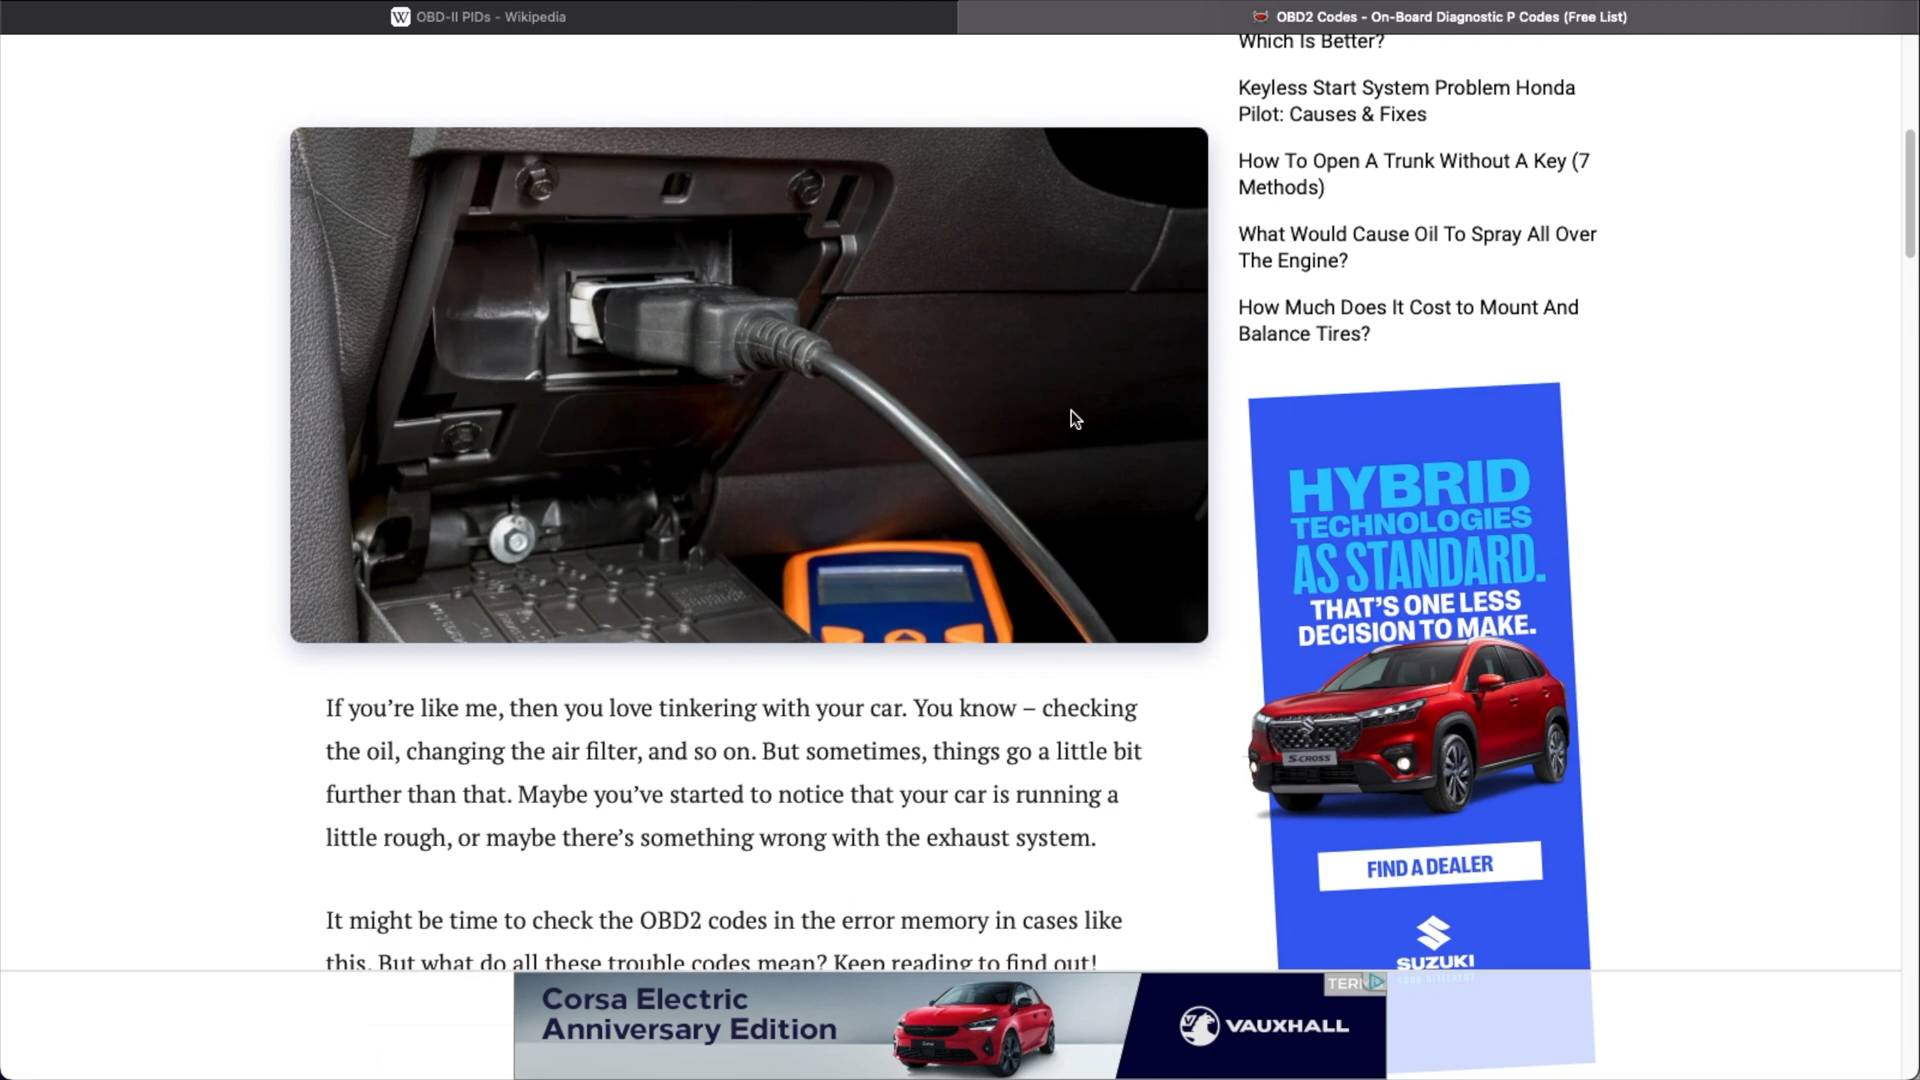 OBD-II PIDs - Wikipedia
OBD2 Codes - On-Board Diagnostic P Codes (Free List)
Which Is Better?
Keyless Start System Problem Honda
Pilot: Causes & Fixes
How To Open A Trunk Without A Key (7
Methods)
What Would Cause Oil To Spray All Over
The Engine?
How Much Does It Cost to Mount And
Balance Tires?
HYBRID
TECHNOLOGIES
AS STANDARD.
THAT'S ONE LESS
DECISION TO MAKE.
S-CROSS
FIND A DEALER
SUZUKI
If you’re like me, then you love tinkering with your car. You know – checking
the oil, changing the air filter, and so on. But sometimes, things go a little bit
further than that. Maybe you’ve started to notice that your car is running a
little rough, or maybe there’s something wrong with the exhaust system.
It might be time to check the OBD2 codes in the error memory in cases like
this. But what do all these trouble codes mean? Keep reading to find out!
Corsa Electric
Anniversary Edition
VAUXHALL
TERI